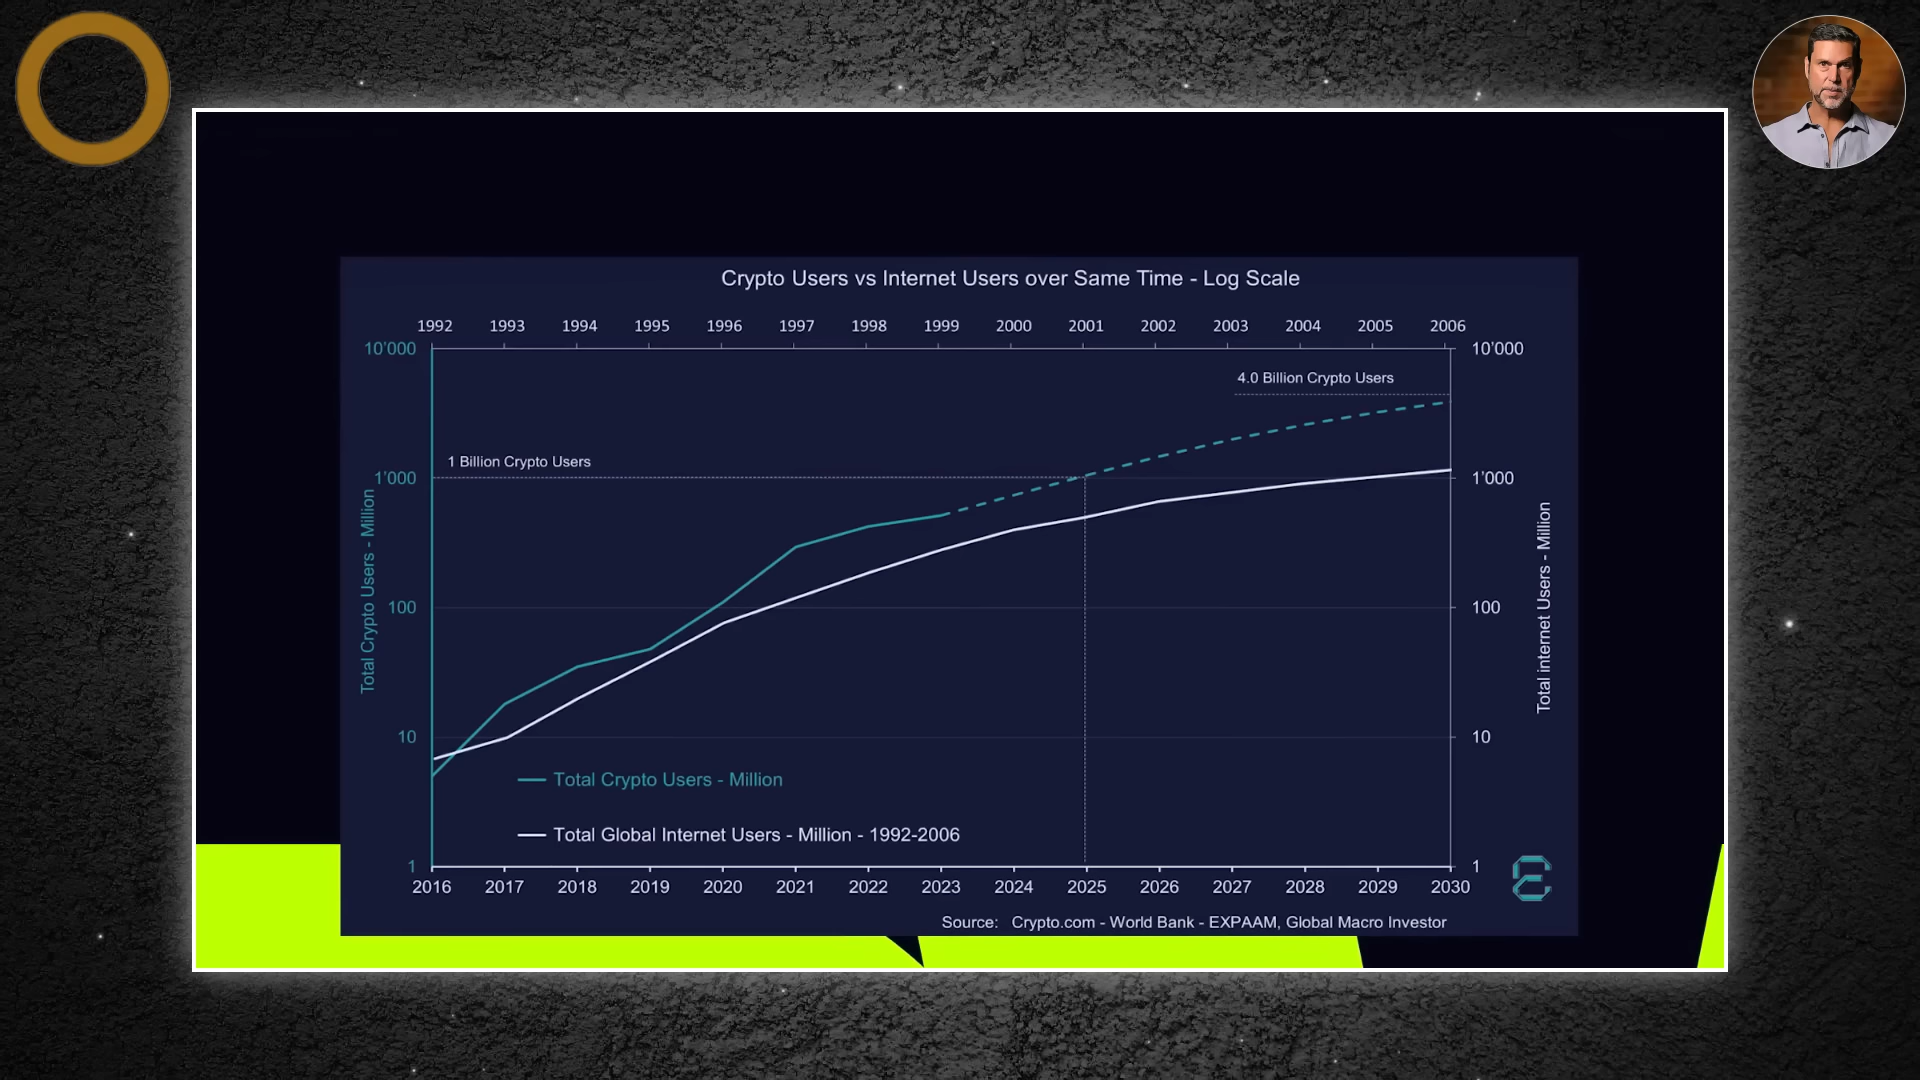 Crypto Users vs Internet Users over Same Time - Log Scale
1992 1993 1994 1995 1996 1997 1998 1999 2000 2001 2002 2003 2004 2005 2006
10'000 10'000
4.0 Billion Crypto Users
1 Billion Crypto Users
1'000 1'000
Total Crypto Users - Million
Total internet Users - Million
100 100
10 10
Total Crypto Users - Million
Total Global Internet Users - Million - 1992-2006
1 1
2016 2017 2018 2019 2020 2021 2022 2023 2024 2025 2026 2027 2028 2029 2030
Source: Crypto.com - World Bank - EXPAAM, Global Macro Investor